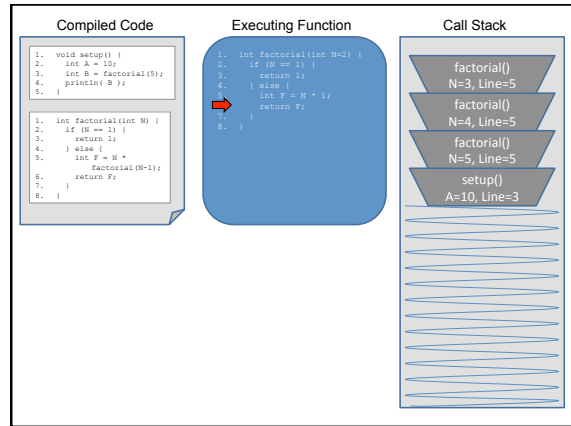 Compiled Code
1. void setup() {
2. int A = 10;
3. int B = factorial(5);
4. println( B );
5. }
1. int factorial(int N) {
2. if (N == 1) {
3. return 1;
4. } else {
5. int F = N *
factorial(N-1);
6. return F;
7. }
8. }
Executing Function
1. int factorial(int N=2) {
2. if (N == 1) {
3. return 1;
4. } else {
5. int F = N * 1;
return F;
7. }
8. }
Call Stack
factorial()
N=3, Line=5
factorial()
N=4, Line=5
factorial()
N=5, Line=5
setup()
A=10, Line=3